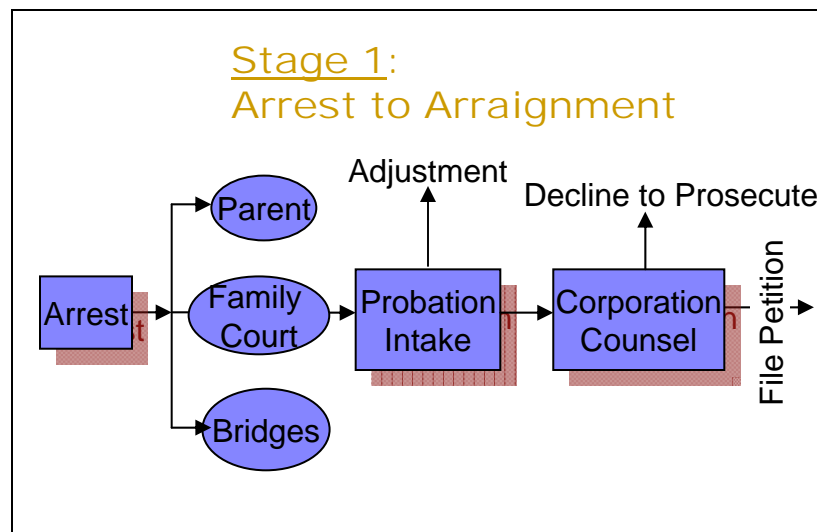 Stage 1:
Arrest to Arraignment
Adjustment
Decline to Prosecute
Parent
Arrest
Family
Court
Probation
Intake
Corporation
Counsel
File Petition
Bridges